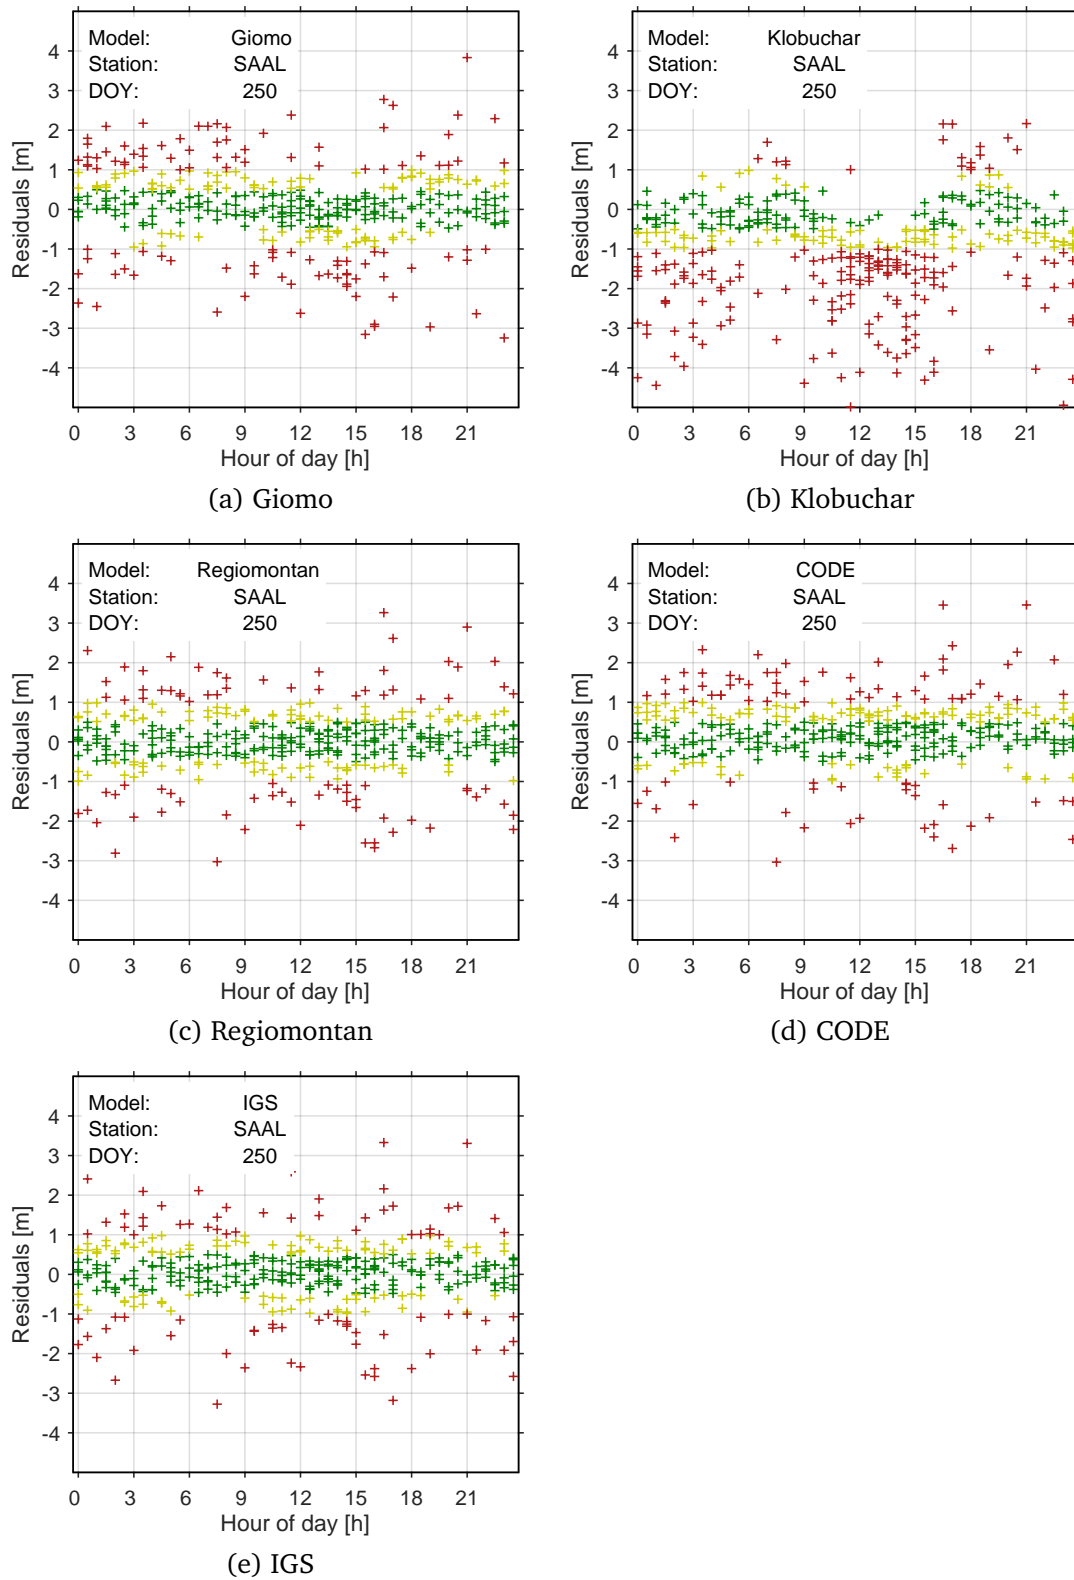 Model: Giomo
Station: SAAL
DOY: 250
4
3
2
1
0
-1
-2
-3
-4
Residuals [m]
0 3 6 9 12 15 18 21
Hour of day [h]
(a) Giomo
Model: Klobuchar
Station: SAAL
DOY: 250
4
3
2
1
0
-1
-2
-3
-4
Residuals [m]
0 3 6 9 12 15 18 21
Hour of day [h]
(b) Klobuchar
Model: Regiomontan
Station: SAAL
DOY: 250
4
3
2
1
0
-1
-2
-3
-4
Residuals [m]
0 3 6 9 12 15 18 21
Hour of day [h]
(c) Regiomontan
Model: CODE
Station: SAAL
DOY: 250
4
3
2
1
0
-1
-2
-3
-4
Residuals [m]
0 3 6 9 12 15 18 21
Hour of day [h]
(d) CODE
Model: IGS
Station: SAAL
DOY: 250
4
3
2
1
0
-1
-2
-3
-4
Residuals [m]
0 3 6 9 12 15 18 21
Hour of day [h]
(e) IGS